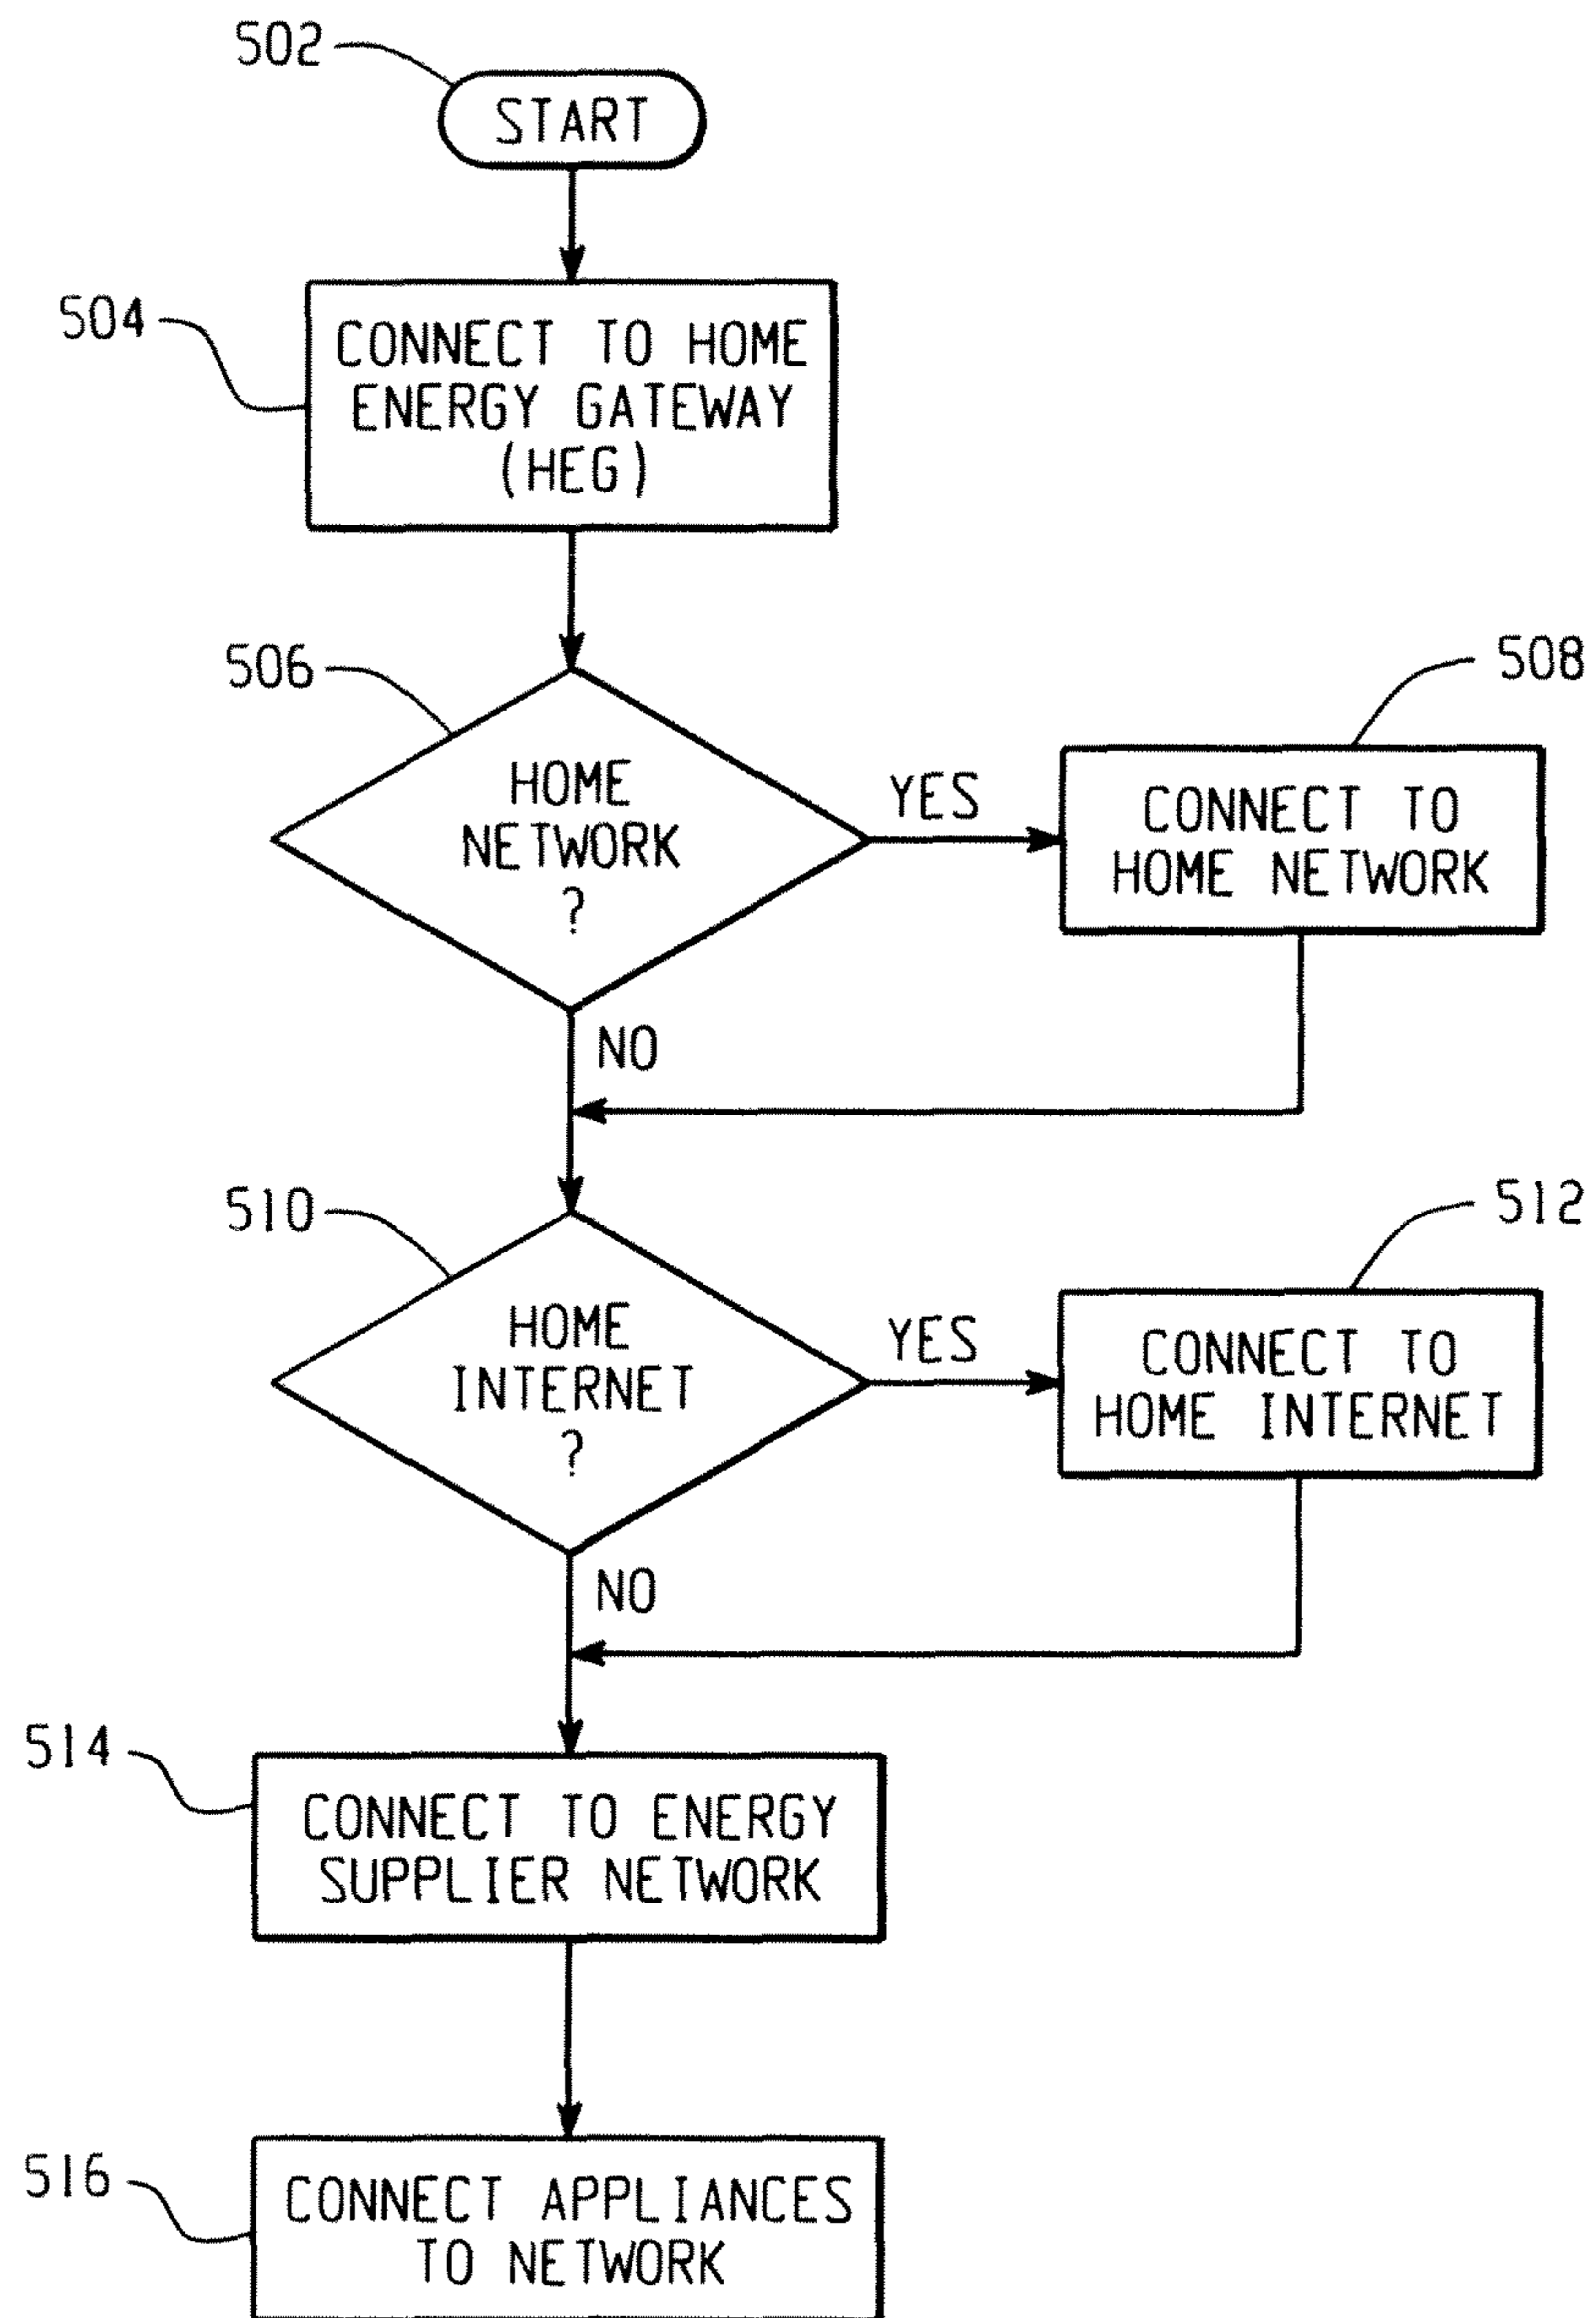 502
START
504
CONNECT TO HOME
ENERGY GATEWAY
(HEG)
506
HOME
NETWORK
?
YES
508
CONNECT TO
HOME NETWORK
NO
510
HOME
INTERNET
?
YES
512
CONNECT TO
HOME INTERNET
NO
514
CONNECT TO ENERGY
SUPPLIER NETWORK
516
CONNECT APPLIANCES
TO NETWORK